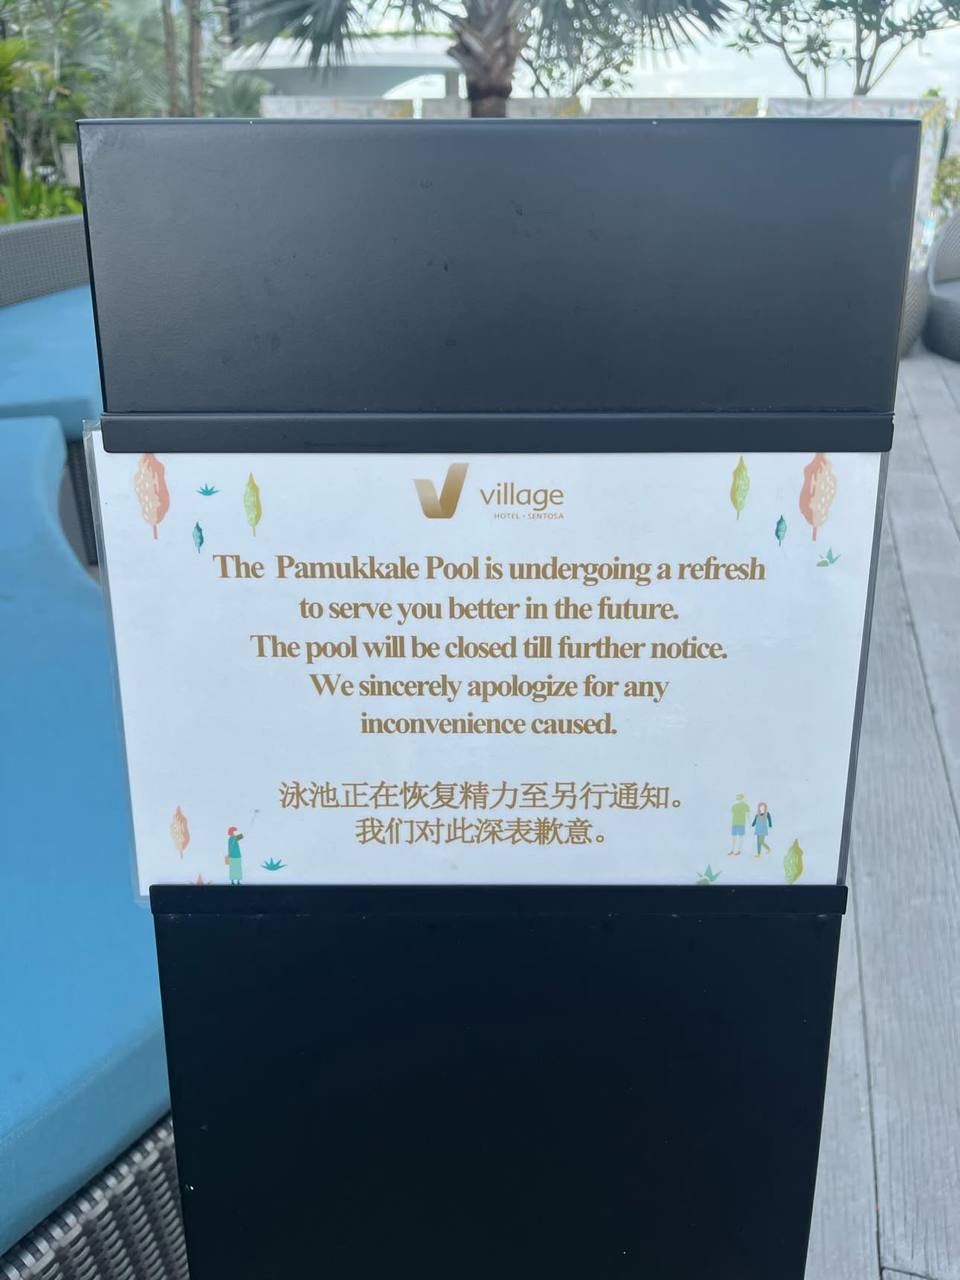 village
HOTEL • SENTOSA
The Pamukkale Pool is undergoing a refresh
to serve you better in the future.
The pool will be closed till further notice.
We sincerely apologize for any
inconvenience caused.
泳池正在恢复精力至另行通知。
我们对此深表歉意。